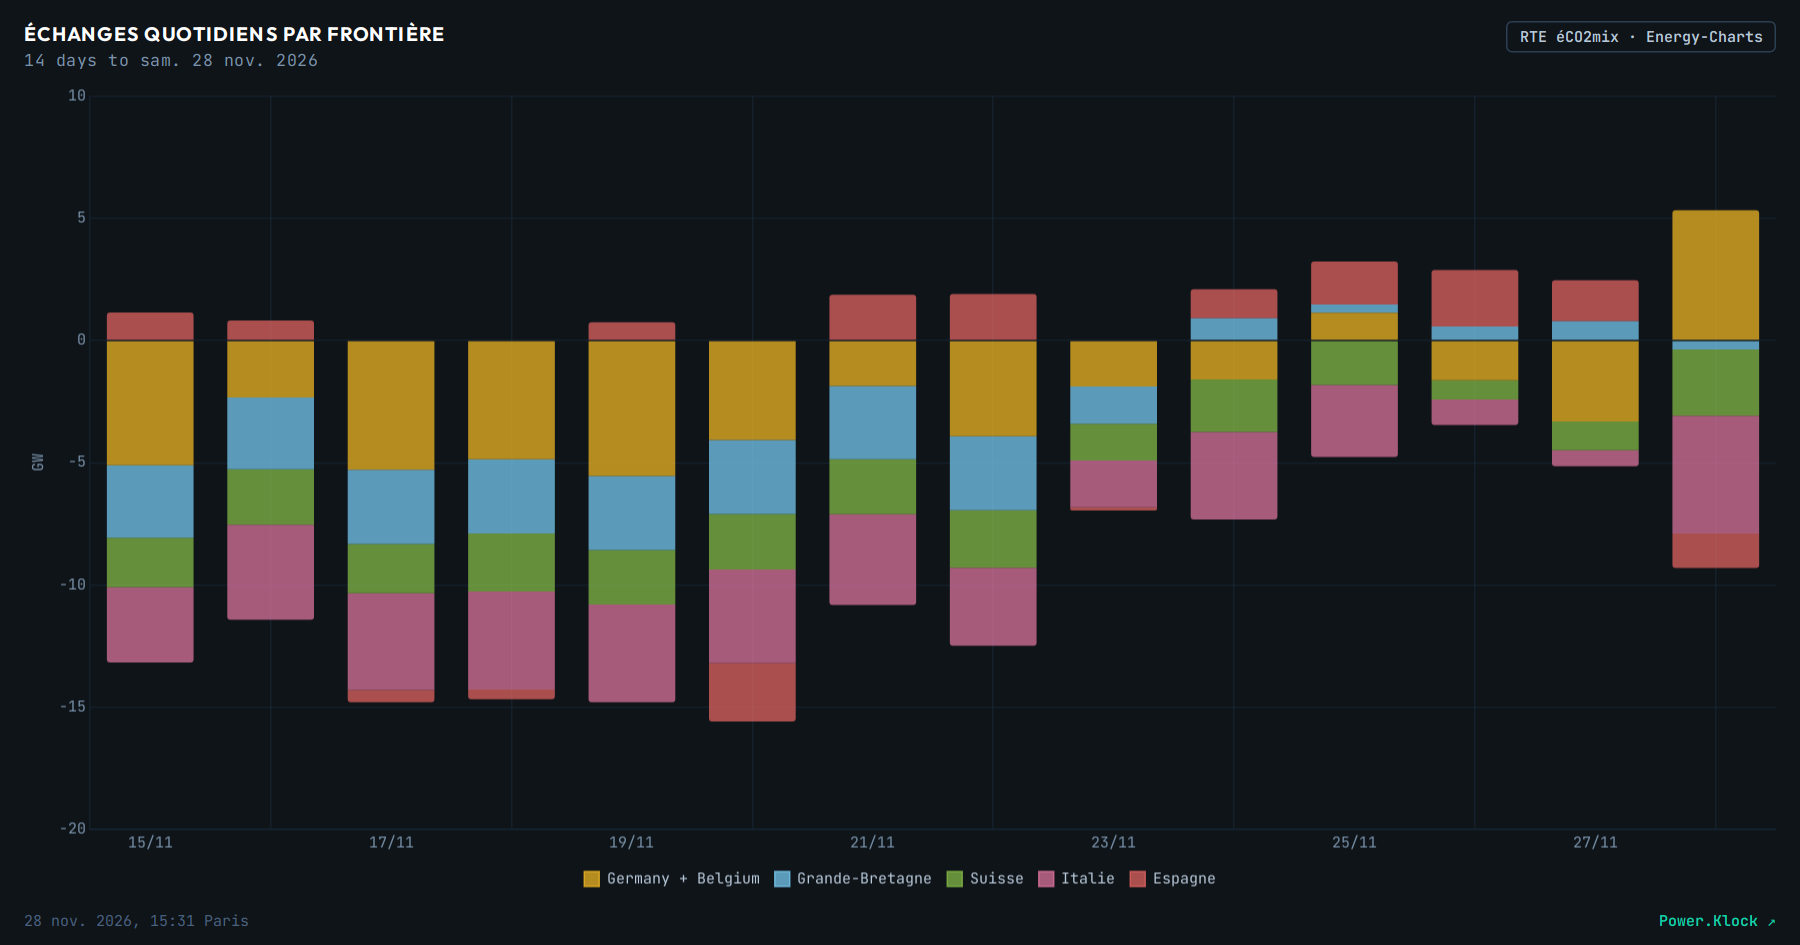 ÉCHANGES QUOTIDIENS PAR FRONTIÈRE
14 days to sam. 28 nov. 2026
RTE éCO2mix · Energy-Charts
10
5
0
-5
-10
-15
-20
GW
15/11
17/11
19/11
21/11
23/11
25/11
27/11
Germany + Belgium
Grande-Bretagne
Suisse
Italie
Espagne
28 nov. 2026, 15:31 Paris
Power.Klock ↗